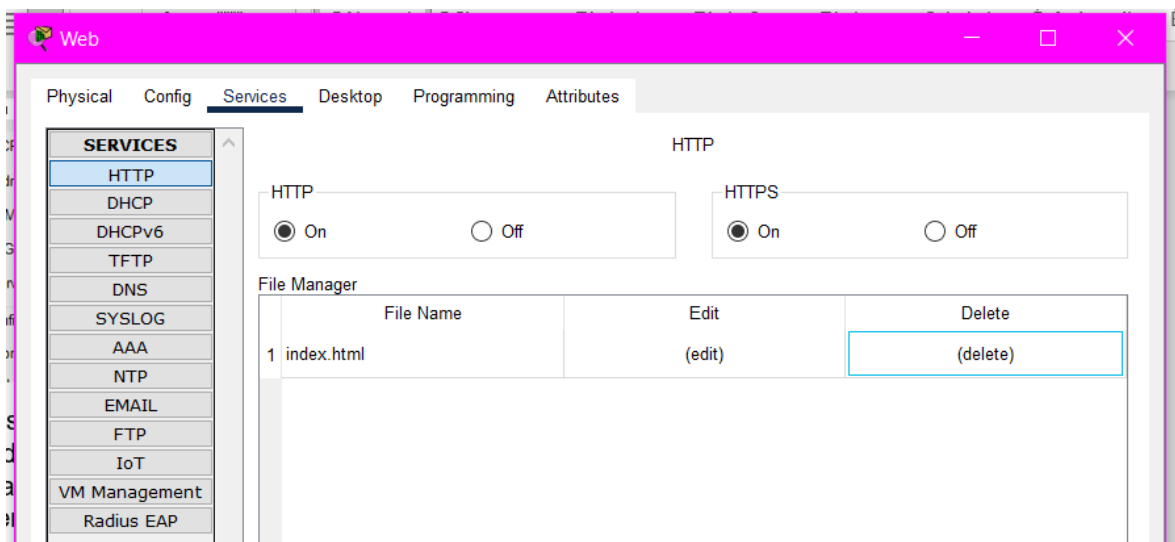 Web
Physical Config Services Desktop Programming Attributes
SERVICES
HTTP
DHCP
DHCPv6
TFTP
DNS
SYSLOG
AAA
NTP
EMAIL
FTP
IoT
VM Management
Radius EAP
HTTP
HTTP HTTPS
On Off On Off
File Manager
File Name Edit Delete
1 index.html (edit) (delete)